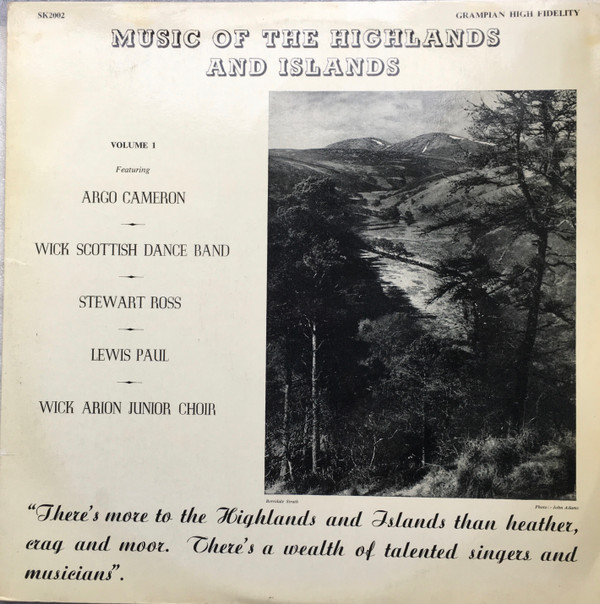 SK2002
GRAMPIAN HIGH FIDELITY
MUSIC OF THE HIGHLANDS
AND ISLANDS
VOLUME 1
Featuring
ARGO CAMERON
WICK SCOTTISH DANCE BAND
STEWART ROSS
LEWIS PAUL
WICK ARION JUNIOR CHOIR
Berridale Strath
Photo:—John Adams
“There's more to the Highlands and Islands than heather,
crag and moor. There's a wealth of talented singers and
musicians”.